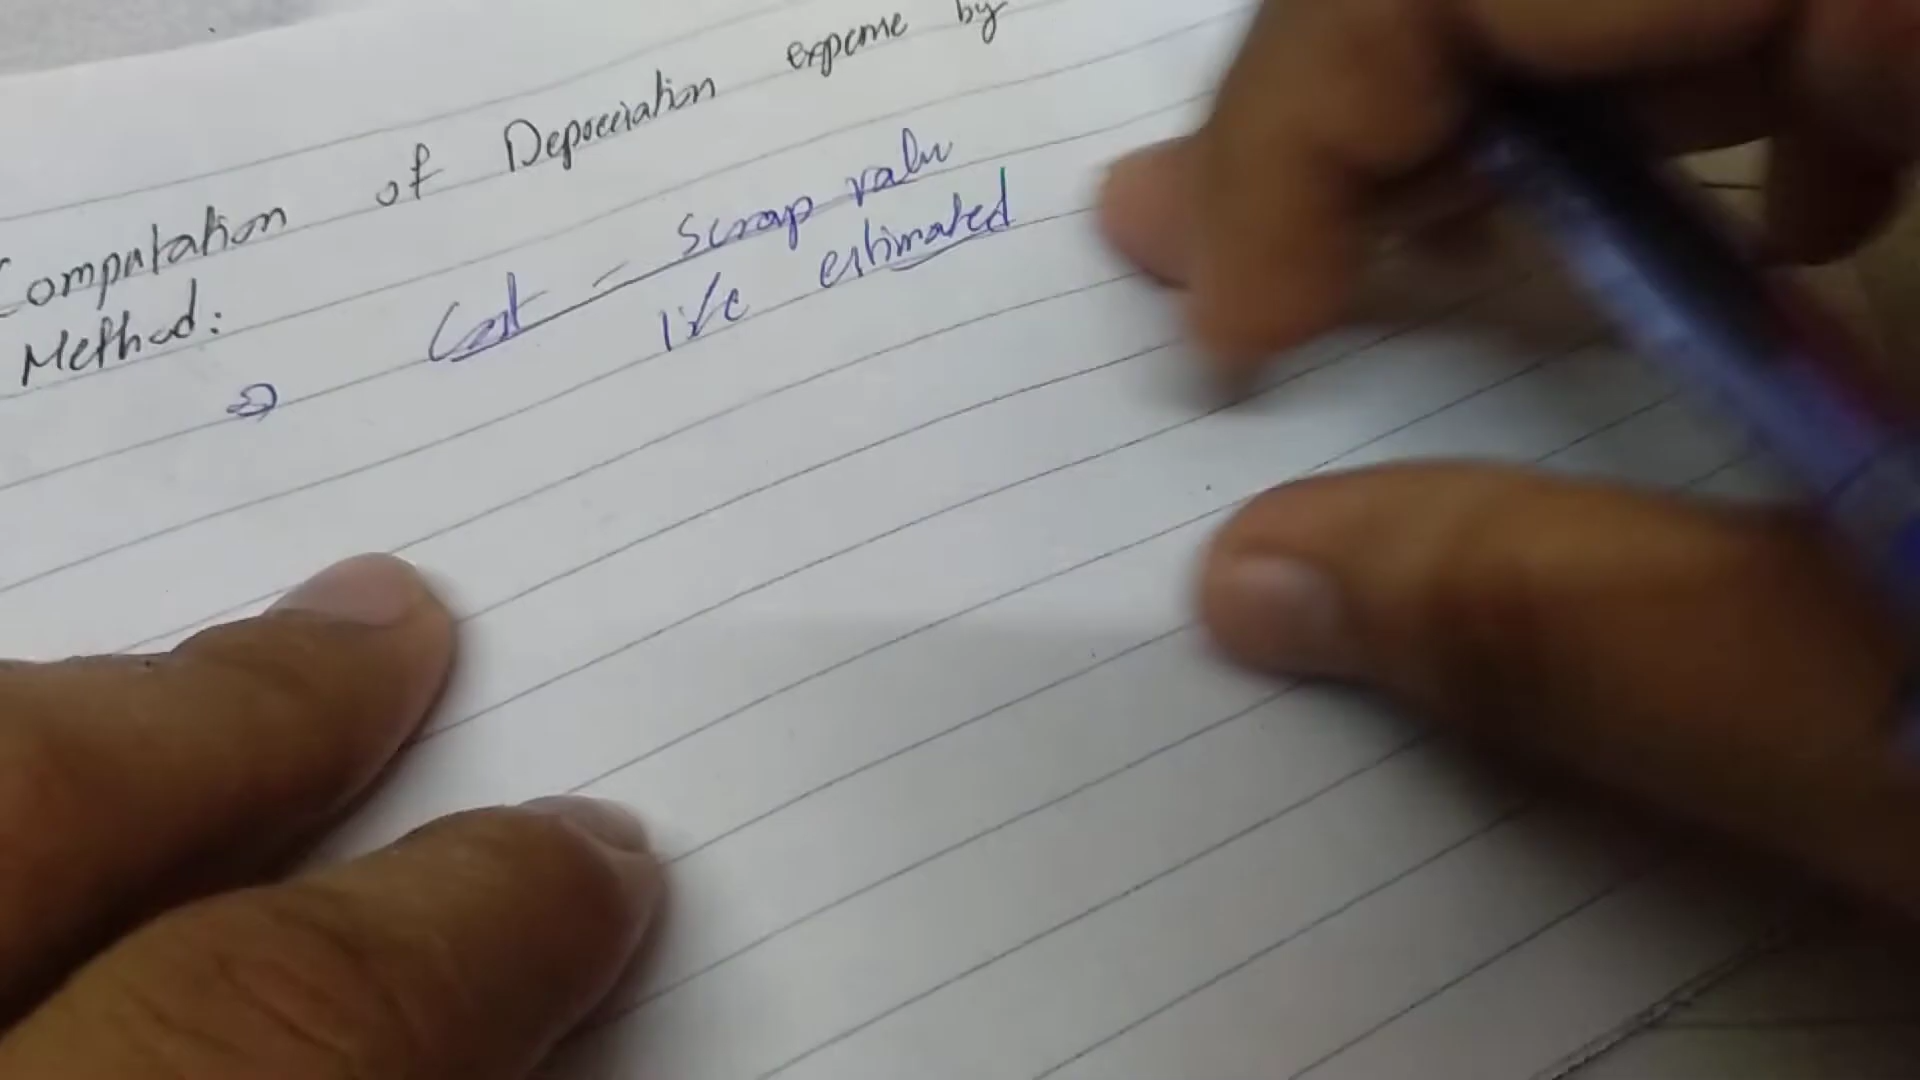 Computation of Depreciation expense by
Method:
⇒ Cost - Scrap value
life estimated